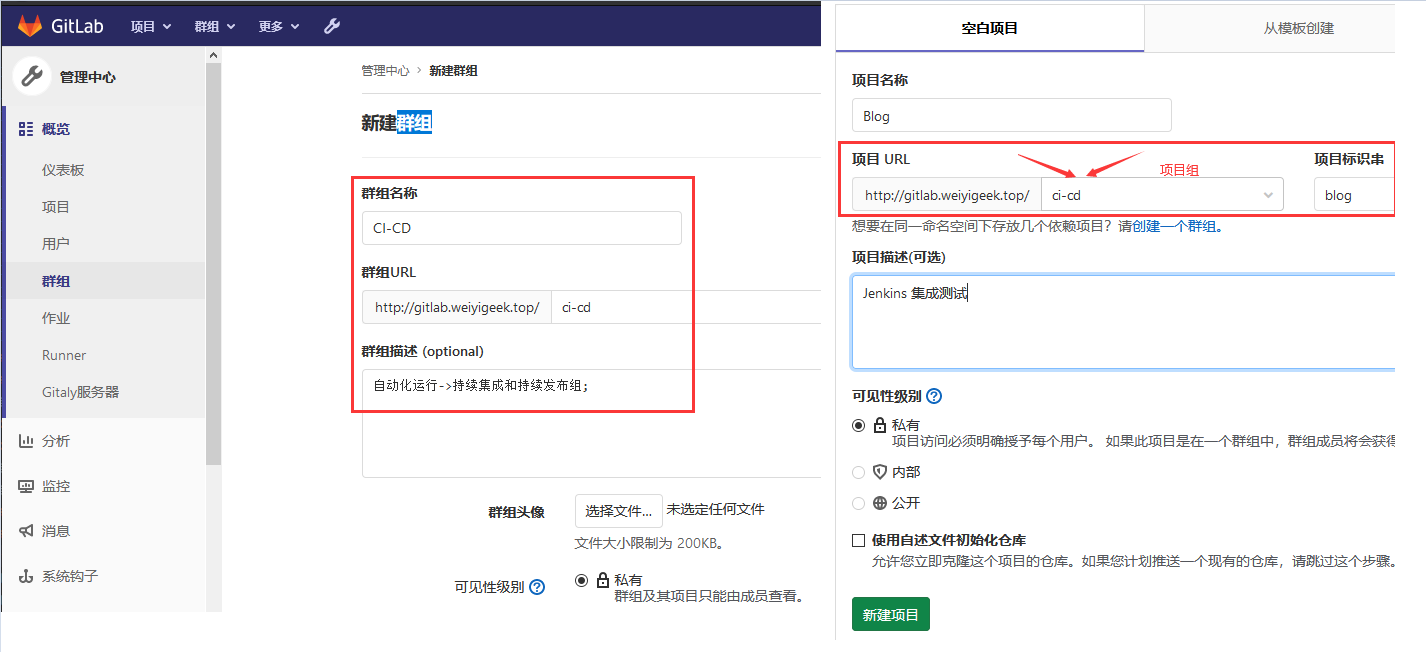 GitLab 项目 群组 更多
管理中心
概览
仪表板
项目
用户
群组
作业
Runner
Gitaly服务器
分析
监控
消息
系统钩子
管理中心 > 新建群组
新建群组
群组名称
CI-CD
群组URL
http://gitlab.weiyigeek.top/ ci-cd
群组描述 (optional)
自动化运行->持续集成和持续发布组;
群组头像 选择文件... 未选定任何文件
文件大小限制为 200KB。
可见性级别 ? 私有
群组及其项目只能由成员查看。
空白项目 从模板创建
项目名称
Blog
项目 URL 项目组 项目标识串
http://gitlab.weiyigeek.top/ ci-cd blog
想要在同一命名空间下存放几个依赖项目？请创建一个群组。
项目描述(可选)
Jenkins 集成测试
可见性级别 ?
私有
项目访问必须明确授予每个用户。 如果此项目是在一个群组中，群组成员将会获得
内部
公开
使用自述文件初始化仓库
允许您立即克隆这个项目的仓库。如果您计划推送一个现有的仓库，请跳过这个步骤。
新建项目